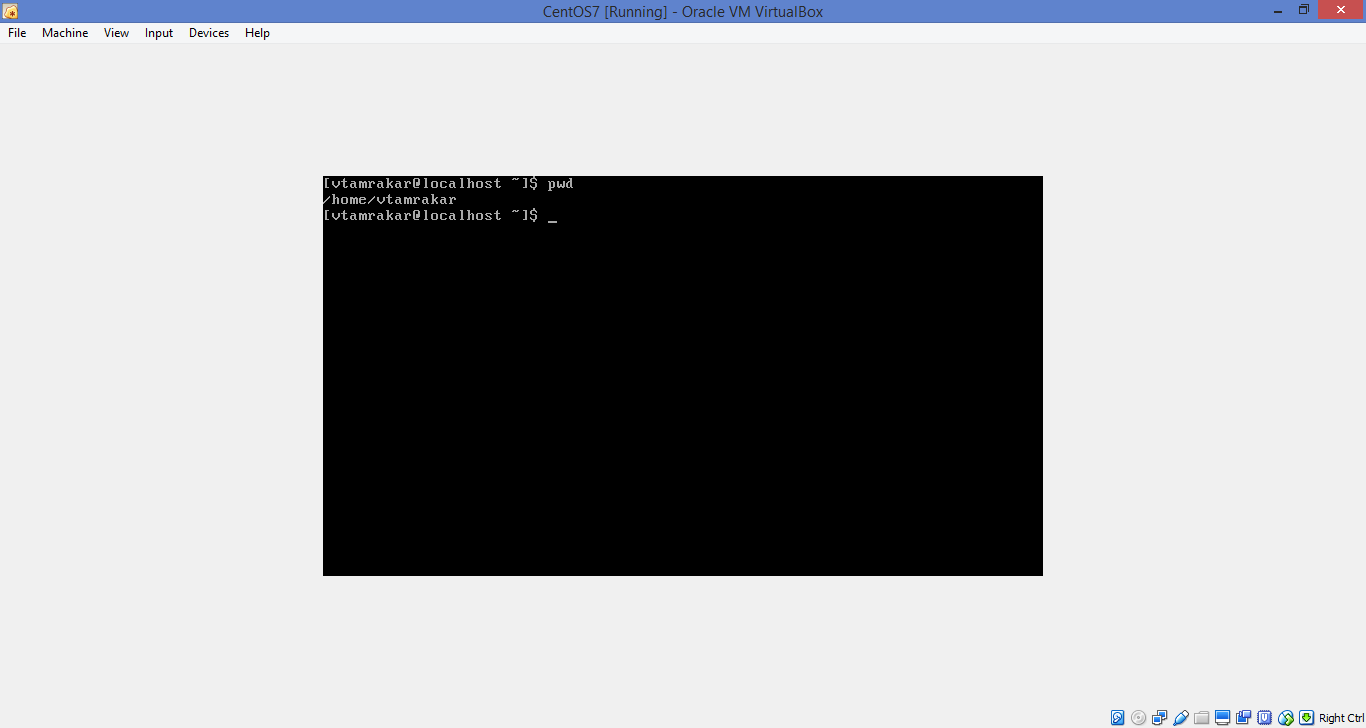 CentOS7 [Running] - Oracle VM VirtualBox
File Machine View Input Devices Help
[vtamrakar@localhost ~]$ pwd
/home/vtamrakar
[vtamrakar@localhost ~]$ _
Right Ctrl